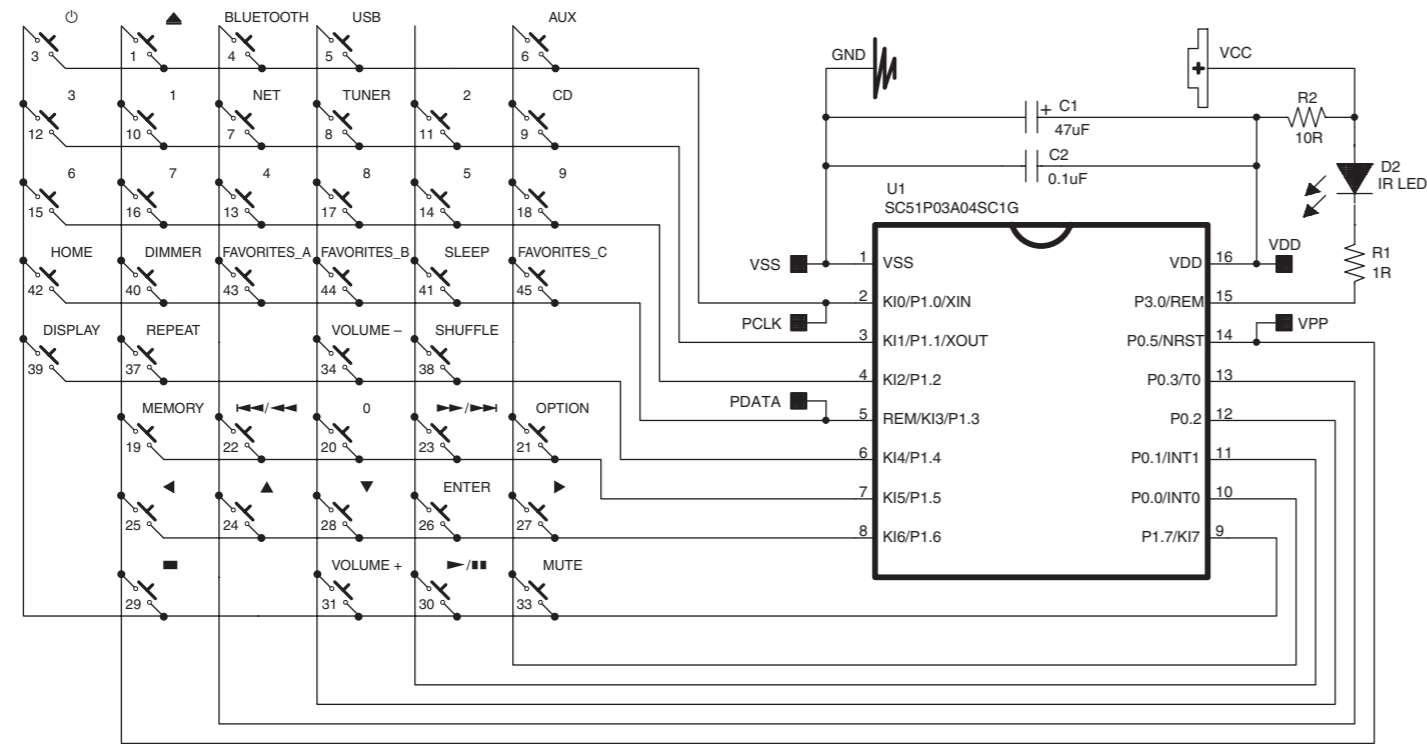 BLUETOOTH USB AUX
3 1 4 5 6
3 1 NET TUNER 2 CD
12 10 7 8 11 9
6 7 4 8 5 9
15 16 13 17 14 18
HOME DIMMER FAVORITES_A FAVORITES_B SLEEP FAVORITES_C
42 40 43 44 41 45
DISPLAY REPEAT VOLUME – SHUFFLE
39 37 34 38
MEMORY / 0 / OPTION
19 22 20 23 21
ENTER
25 24 28 26 27
VOLUME + / MUTE
29 31 30 33
GND
VCC
+ C1
47uF
C2
0.1uF
R2
10R
D2
IR LED
R1
1R
U1
SC51P03A04SC1G
VSS 1 VSS
2 KI0/P1.0/XIN
PCLK
3 KI1/P1.1/XOUT
4 KI2/P1.2
PDATA
5 REM/KI3/P1.3
6 KI4/P1.4
7 KI5/P1.5
8 KI6/P1.6
VDD 16 VDD
P3.0/REM 15
P0.5/NRST 14 VPP
P0.3/T0 13
P0.2 12
P0.1/INT1 11
P0.0/INT0 10
P1.7/KI7 9